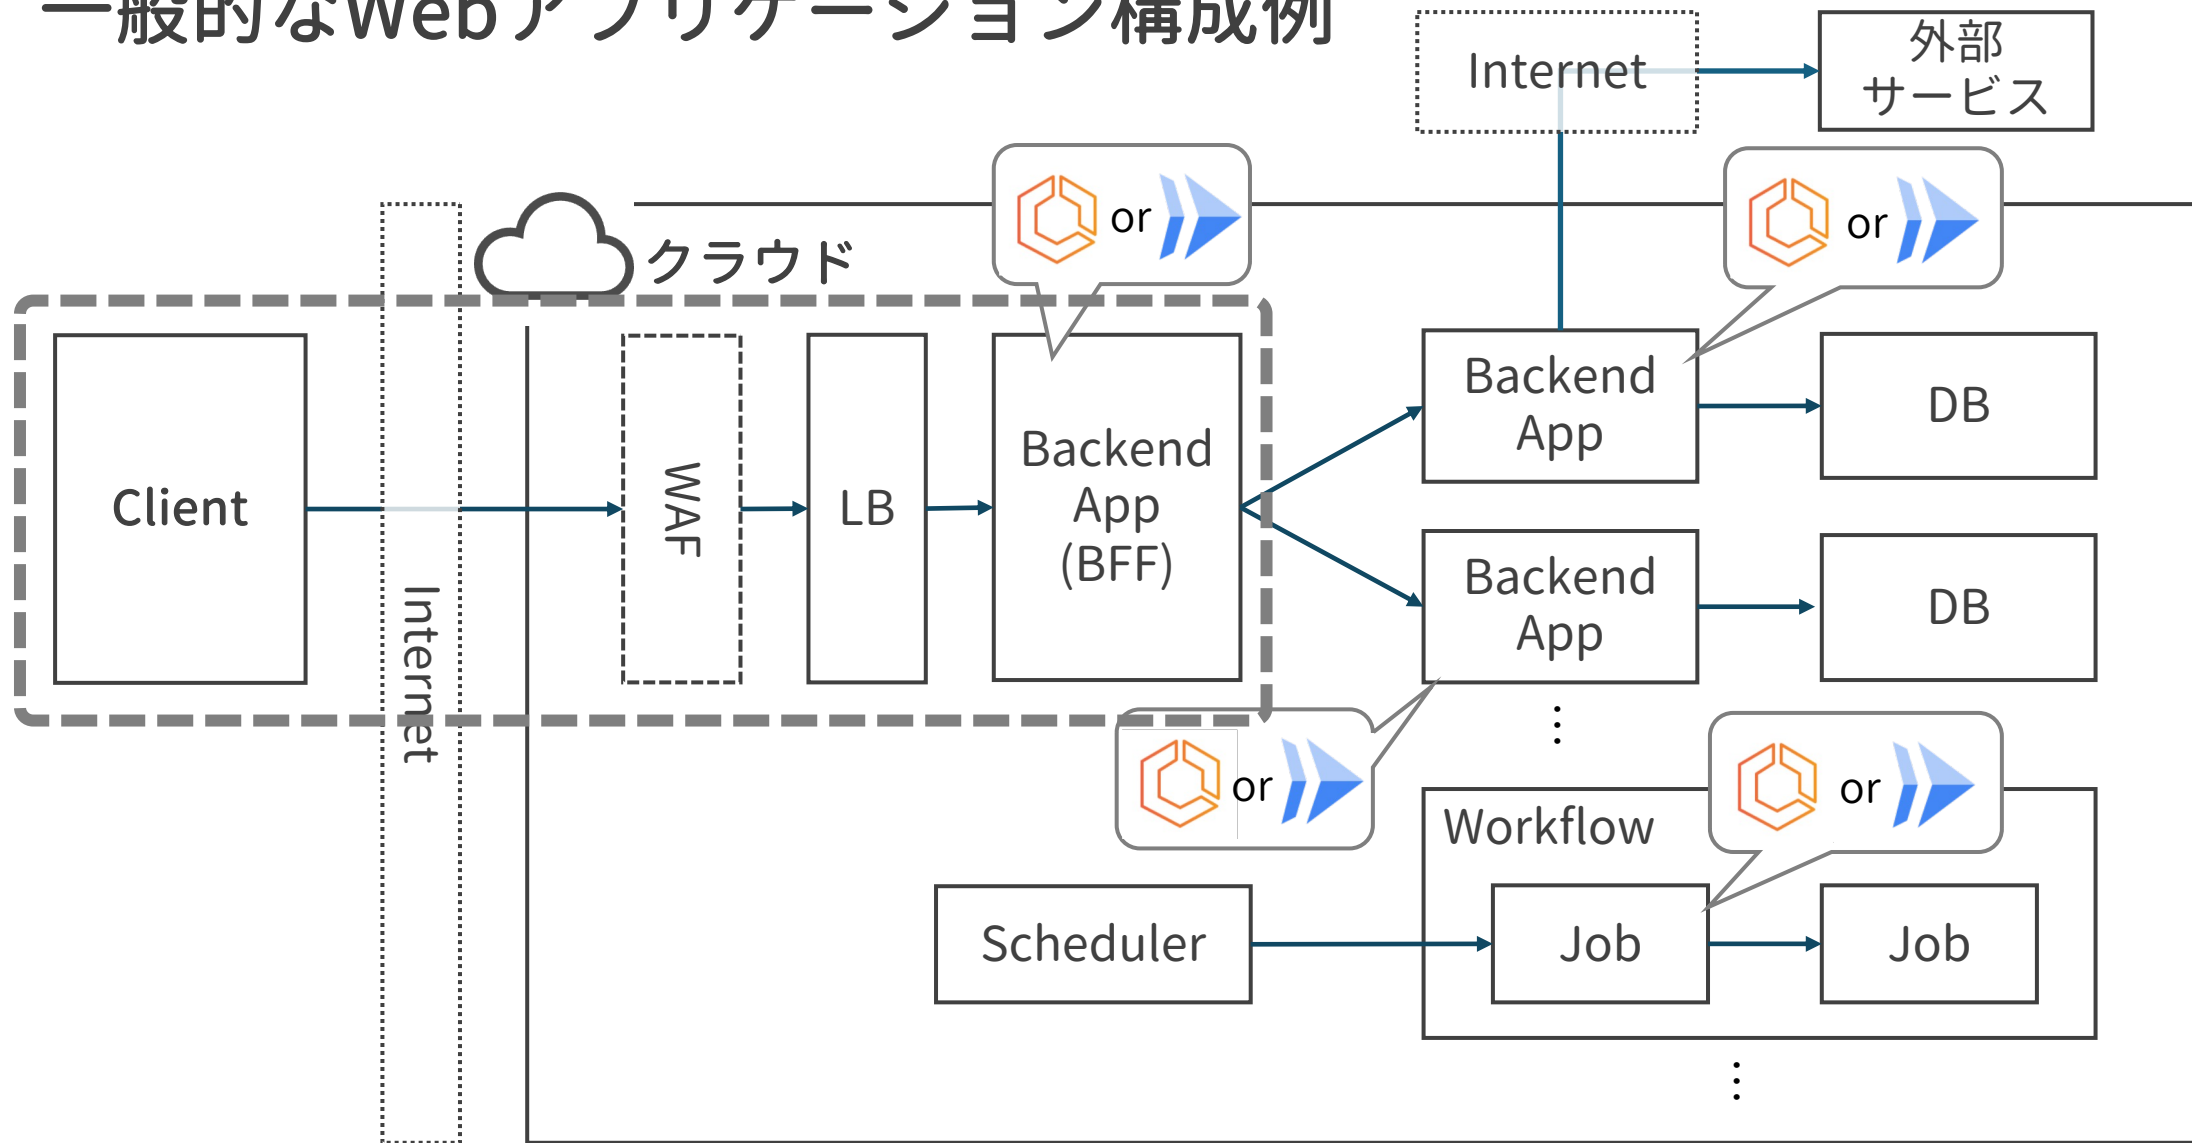 一般的なWebアプリケーション構成例
Internet
外部
サービス
or
or
クラウド
Client
Internet
WAF
LB
Backend
App
(BFF)
Backend
App
DB
Backend
App
DB
⋮
or
Workflow
or
Scheduler
Job
Job
⋮